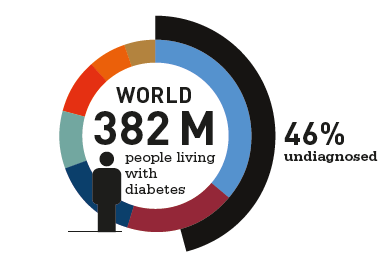 WORLD
382 M
people living
with
diabetes
46%
undiagnosed